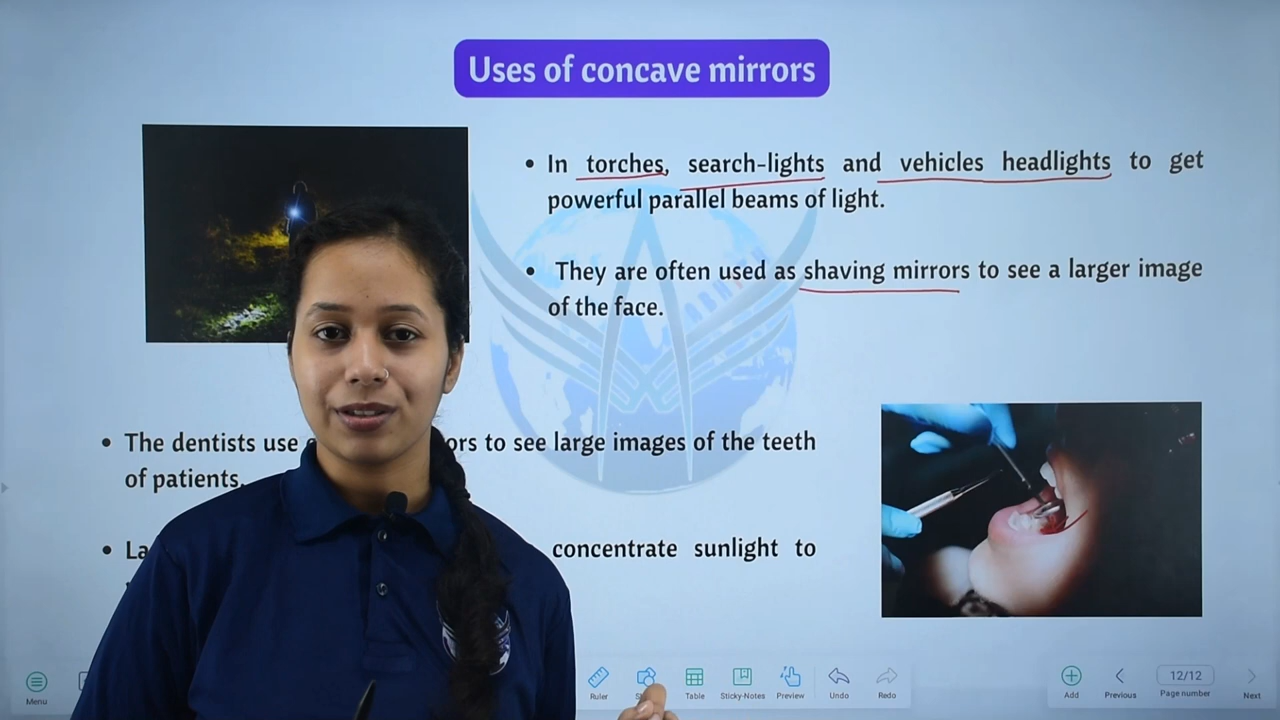 Uses of concave mirrors
• In torches, search-lights and vehicles headlights to get
powerful parallel beams of light.
• They are often used as shaving mirrors to see a larger image
of the face.
• The dentists use ors to see large images of the teeth
of patients.
• La concentrate sunlight to
Menu
Ruler
Table
Sticky-Notes
Preview
Undo
Redo
Add
Previous
12/12
Page number
Next